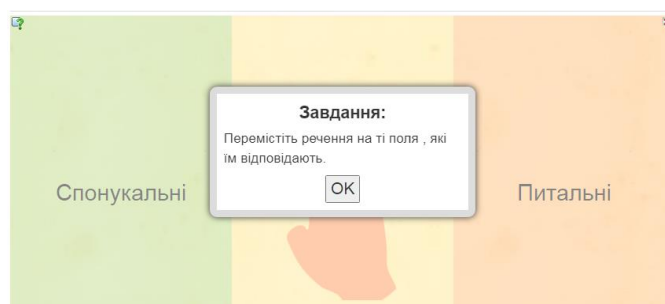 Завдання:
Перемістіть речення на ті поля , які
їм відповідають.
OK
Спонукальні
Питальні